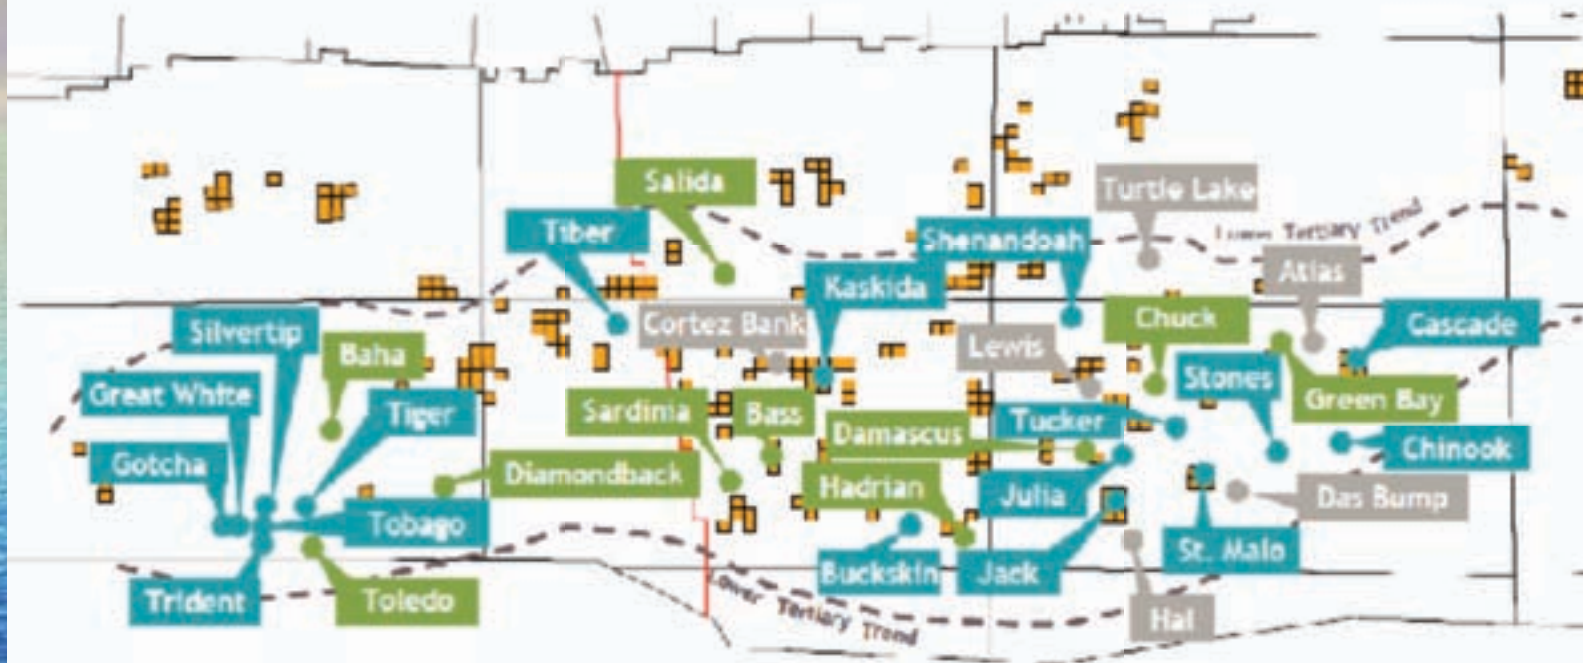 Salida
Turtle Lake
Lower Tertiary Trend
Tiber
Shenandoah
Atlas
Kaskida
Silvertip
Cortez Bank
Chuck
Cascade
Baha
Lewis
Great White
Tiger
Sardinia
Bass
Stones
Green Bay
Damascus
Tucker
Gotcha
Diamondback
Chinook
Hadrian
Julia
Das Bump
Tobago
St. Malo
Buckskin
Jack
Trident
Toledo
Lower Tertiary Trend
Hal